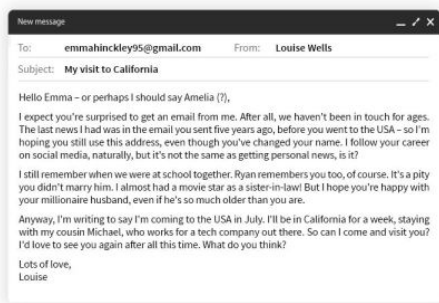 New message
To: emmahinckley95@gmail.com From: Louise Wells
Subject: My visit to California
Hello Emma – or perhaps I should say Amelia (?),
I expect you're surprised to get an email from me. After all, we haven't been in touch for ages.
The last news I had was in the email you sent five years ago, before you went to the USA – so I'm
hoping you still use this address, even though you've changed your name. I follow your career
on social media, naturally, but it's not the same as getting personal news, is it?
I still remember when we were at school together. Ryan remembers you too, of course. It's a pity
you didn't marry him. I almost had a movie star as a sister-in-law! But I hope you're happy with
your millionaire husband, even if he's so much older than you are.
Anyway, I'm writing to say I'm coming to the USA in July. I'll be in California for a week, staying
with my cousin Michael, who works for a tech company out there. So can I come and visit you?
I'd love to see you again after all this time. What do you think?
Lots of love,
Louise